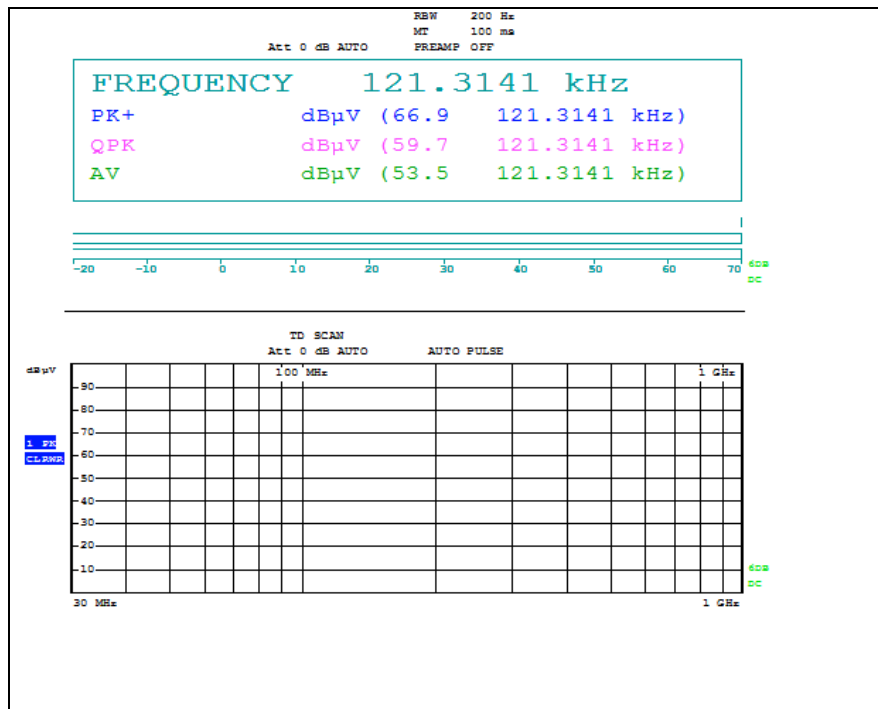 RBW 200 Hz
MT 100 ms
Att 0 dB AUTO PREAMP OFF
FREQUENCY 121.3141 kHz
PK+ dBµV (66.9 121.3141 kHz)
QPK dBµV (59.7 121.3141 kHz)
AV dBµV (53.5 121.3141 kHz)
-20 -10 0 10 20 30 40 50 60 70 6DB
DC
TD SCAN
Att 0 dB AUTO AUTO PULSE
dBµV 100 MHz 1 GHz
90
80
70
1 PK
60
CLRWR
50
40
30
20
10 6DB
DC
30 MHz 1 GHz